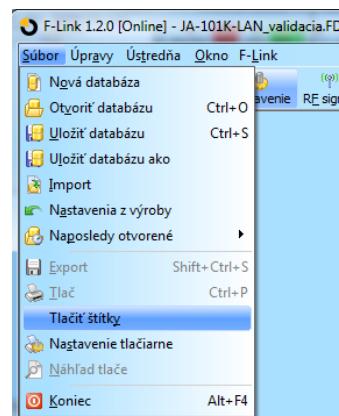 F-Link 1.2.0 [Online] - JA-101K-LAN_validacia.FD
Súbor Úpravy Ústredňa Okno F-Link
Nová databáza
avenie RF sig
Otvoriť databázu Ctrl+O
Uložiť databázu Ctrl+S
Uložiť databázu ako
Import
Nastavenia z výroby
Naposledy otvorené
Export Shift+Ctrl+S
Tlač Ctrl+P
Tlačiť štítky
Nastavenie tlačiarne
Náhľad tlače
Koniec Alt+F4